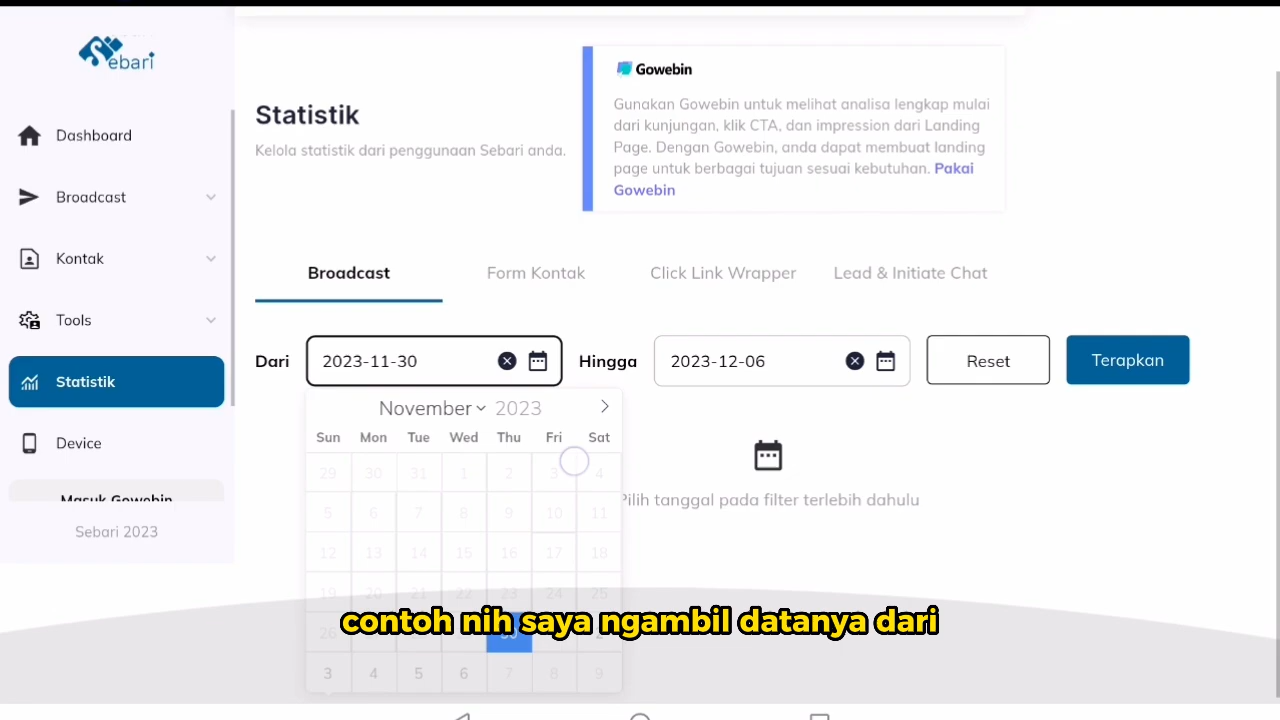 Sebari
Dashboard
Broadcast
Kontak
Tools
Statistik
Device
Masuk Gowebin
Sebari 2023
Statistik
Kelola statistik dari penggunaan Sebari anda.
Gowebin
Gunakan Gowebin untuk melihat analisa lengkap mulai
dari kunjungan, klik CTA, dan impression dari Landing
Page. Dengan Gowebin, anda dapat membuat landing
page untuk berbagai tujuan sesuai kebutuhan. Pakai
Gowebin
Broadcast Form Kontak Click Link Wrapper Lead & Initiate Chat
Dari 2023-11-30 Hingga 2023-12-06 Reset Terapkan
November 2023
Sun Mon Tue Wed Thu Fri Sat
29 30 31 1 2 3 4
5 6 7 8 9 10 11
12 13 14 15 16 17 18
19 20 21 22 23 24 25
26 30 2
3 4 5 6 7 8 9
Pilih tanggal pada filter terlebih dahulu
contoh nih saya ngambil datanya dari